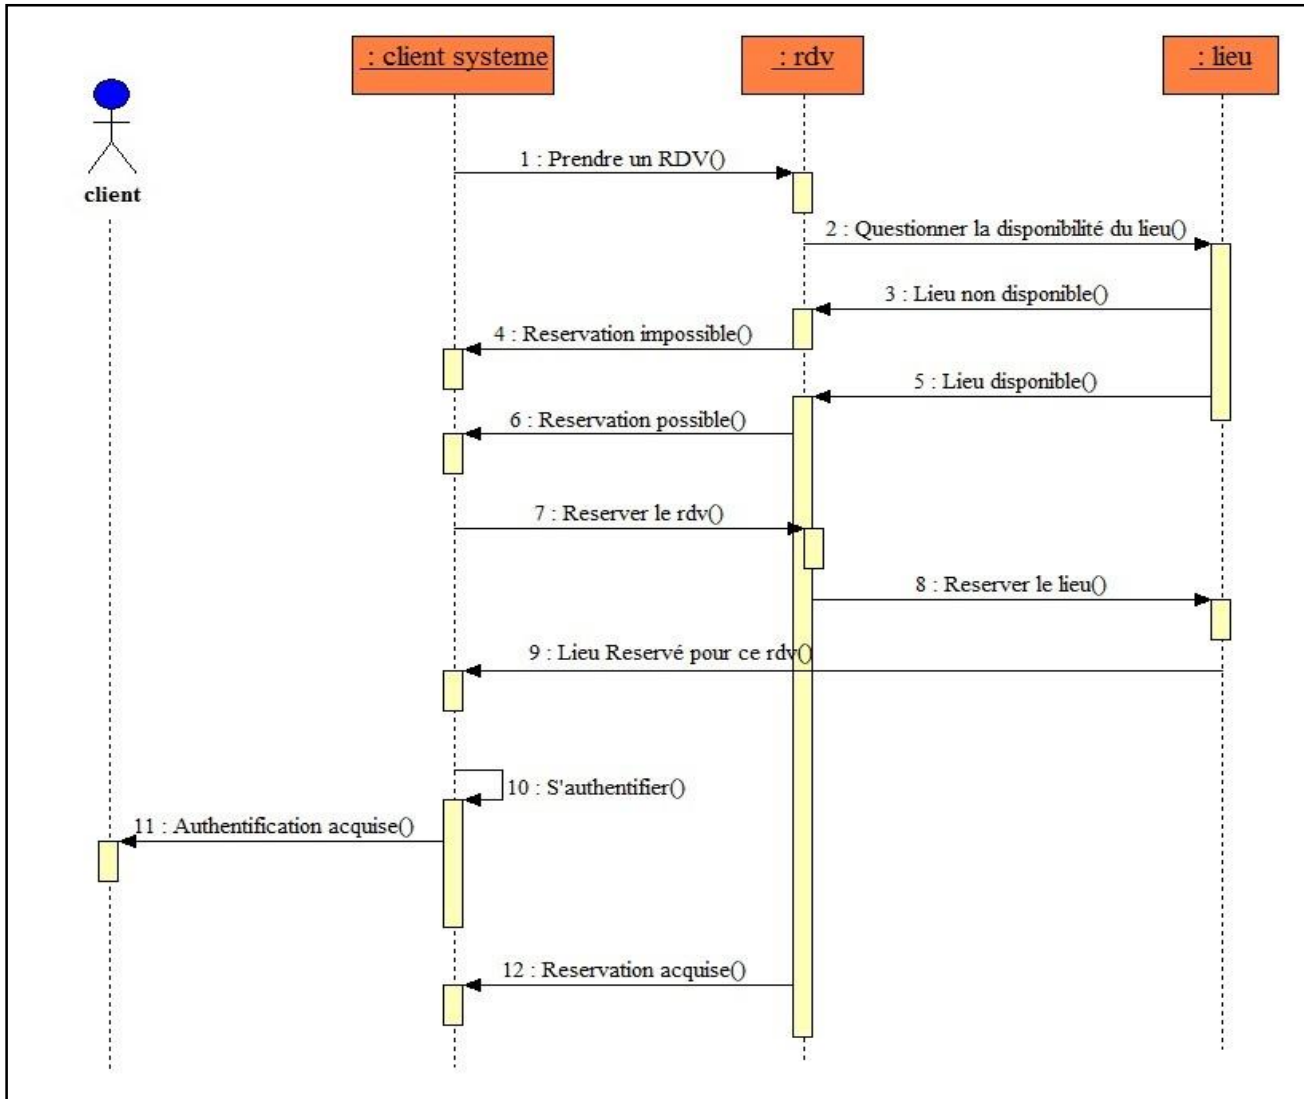 : client systeme
: rdv
: lieu
client
1 : Prendre un RDV()
2 : Questionner la disponibilité du lieu()
3 : Lieu non disponible()
4 : Reservation impossible()
5 : Lieu disponible()
6 : Reservation possible()
7 : Reserver le rdv()
8 : Reserver le lieu()
9 : Lieu Reservé pour ce rdv()
10 : S'authentifier()
11 : Authentification acquise()
12 : Reservation acquise()